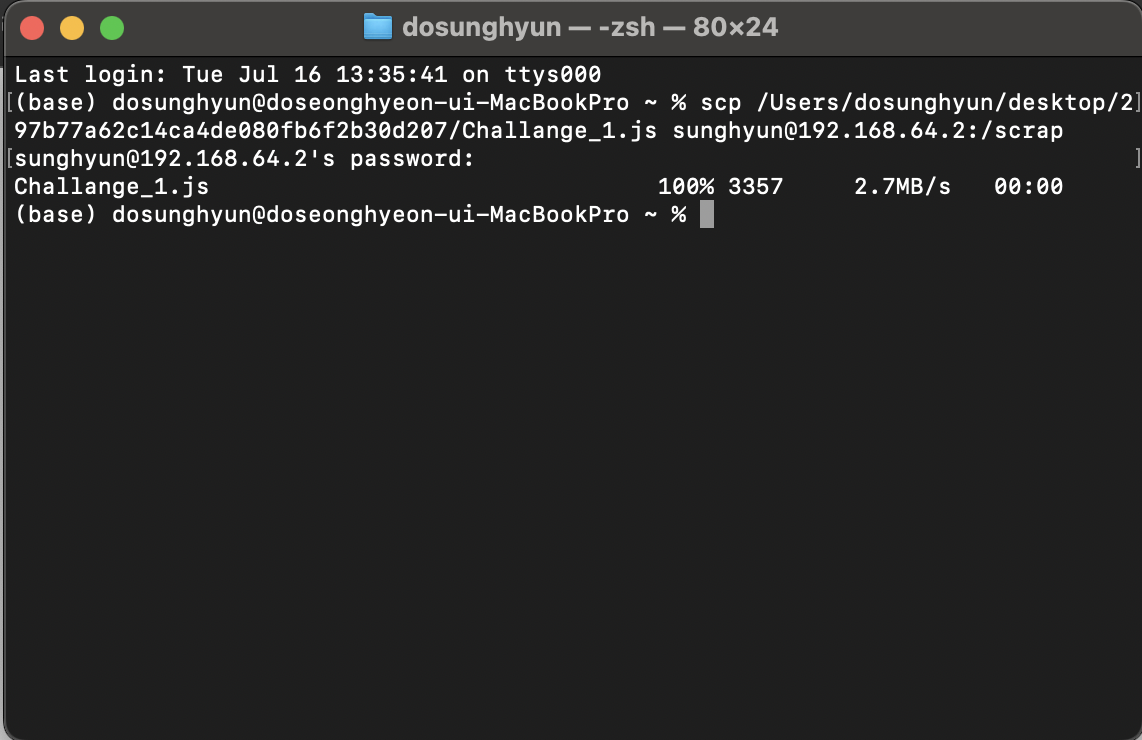 dosunghyun — -zsh — 80×24
Last login: Tue Jul 16 13:35:41 on ttys000
[(base) dosunghyun@doseonghyeon-ui-MacBookPro ~ % scp /Users/dosunghyun/desktop/2]
97b77a62c14ca4de080fb6f2b30d207/Challange_1.js sunghyun@192.168.64.2:/scrap
[sunghyun@192.168.64.2's password: ]
Challange_1.js 100% 3357 2.7MB/s 00:00
(base) dosunghyun@doseonghyeon-ui-MacBookPro ~ %